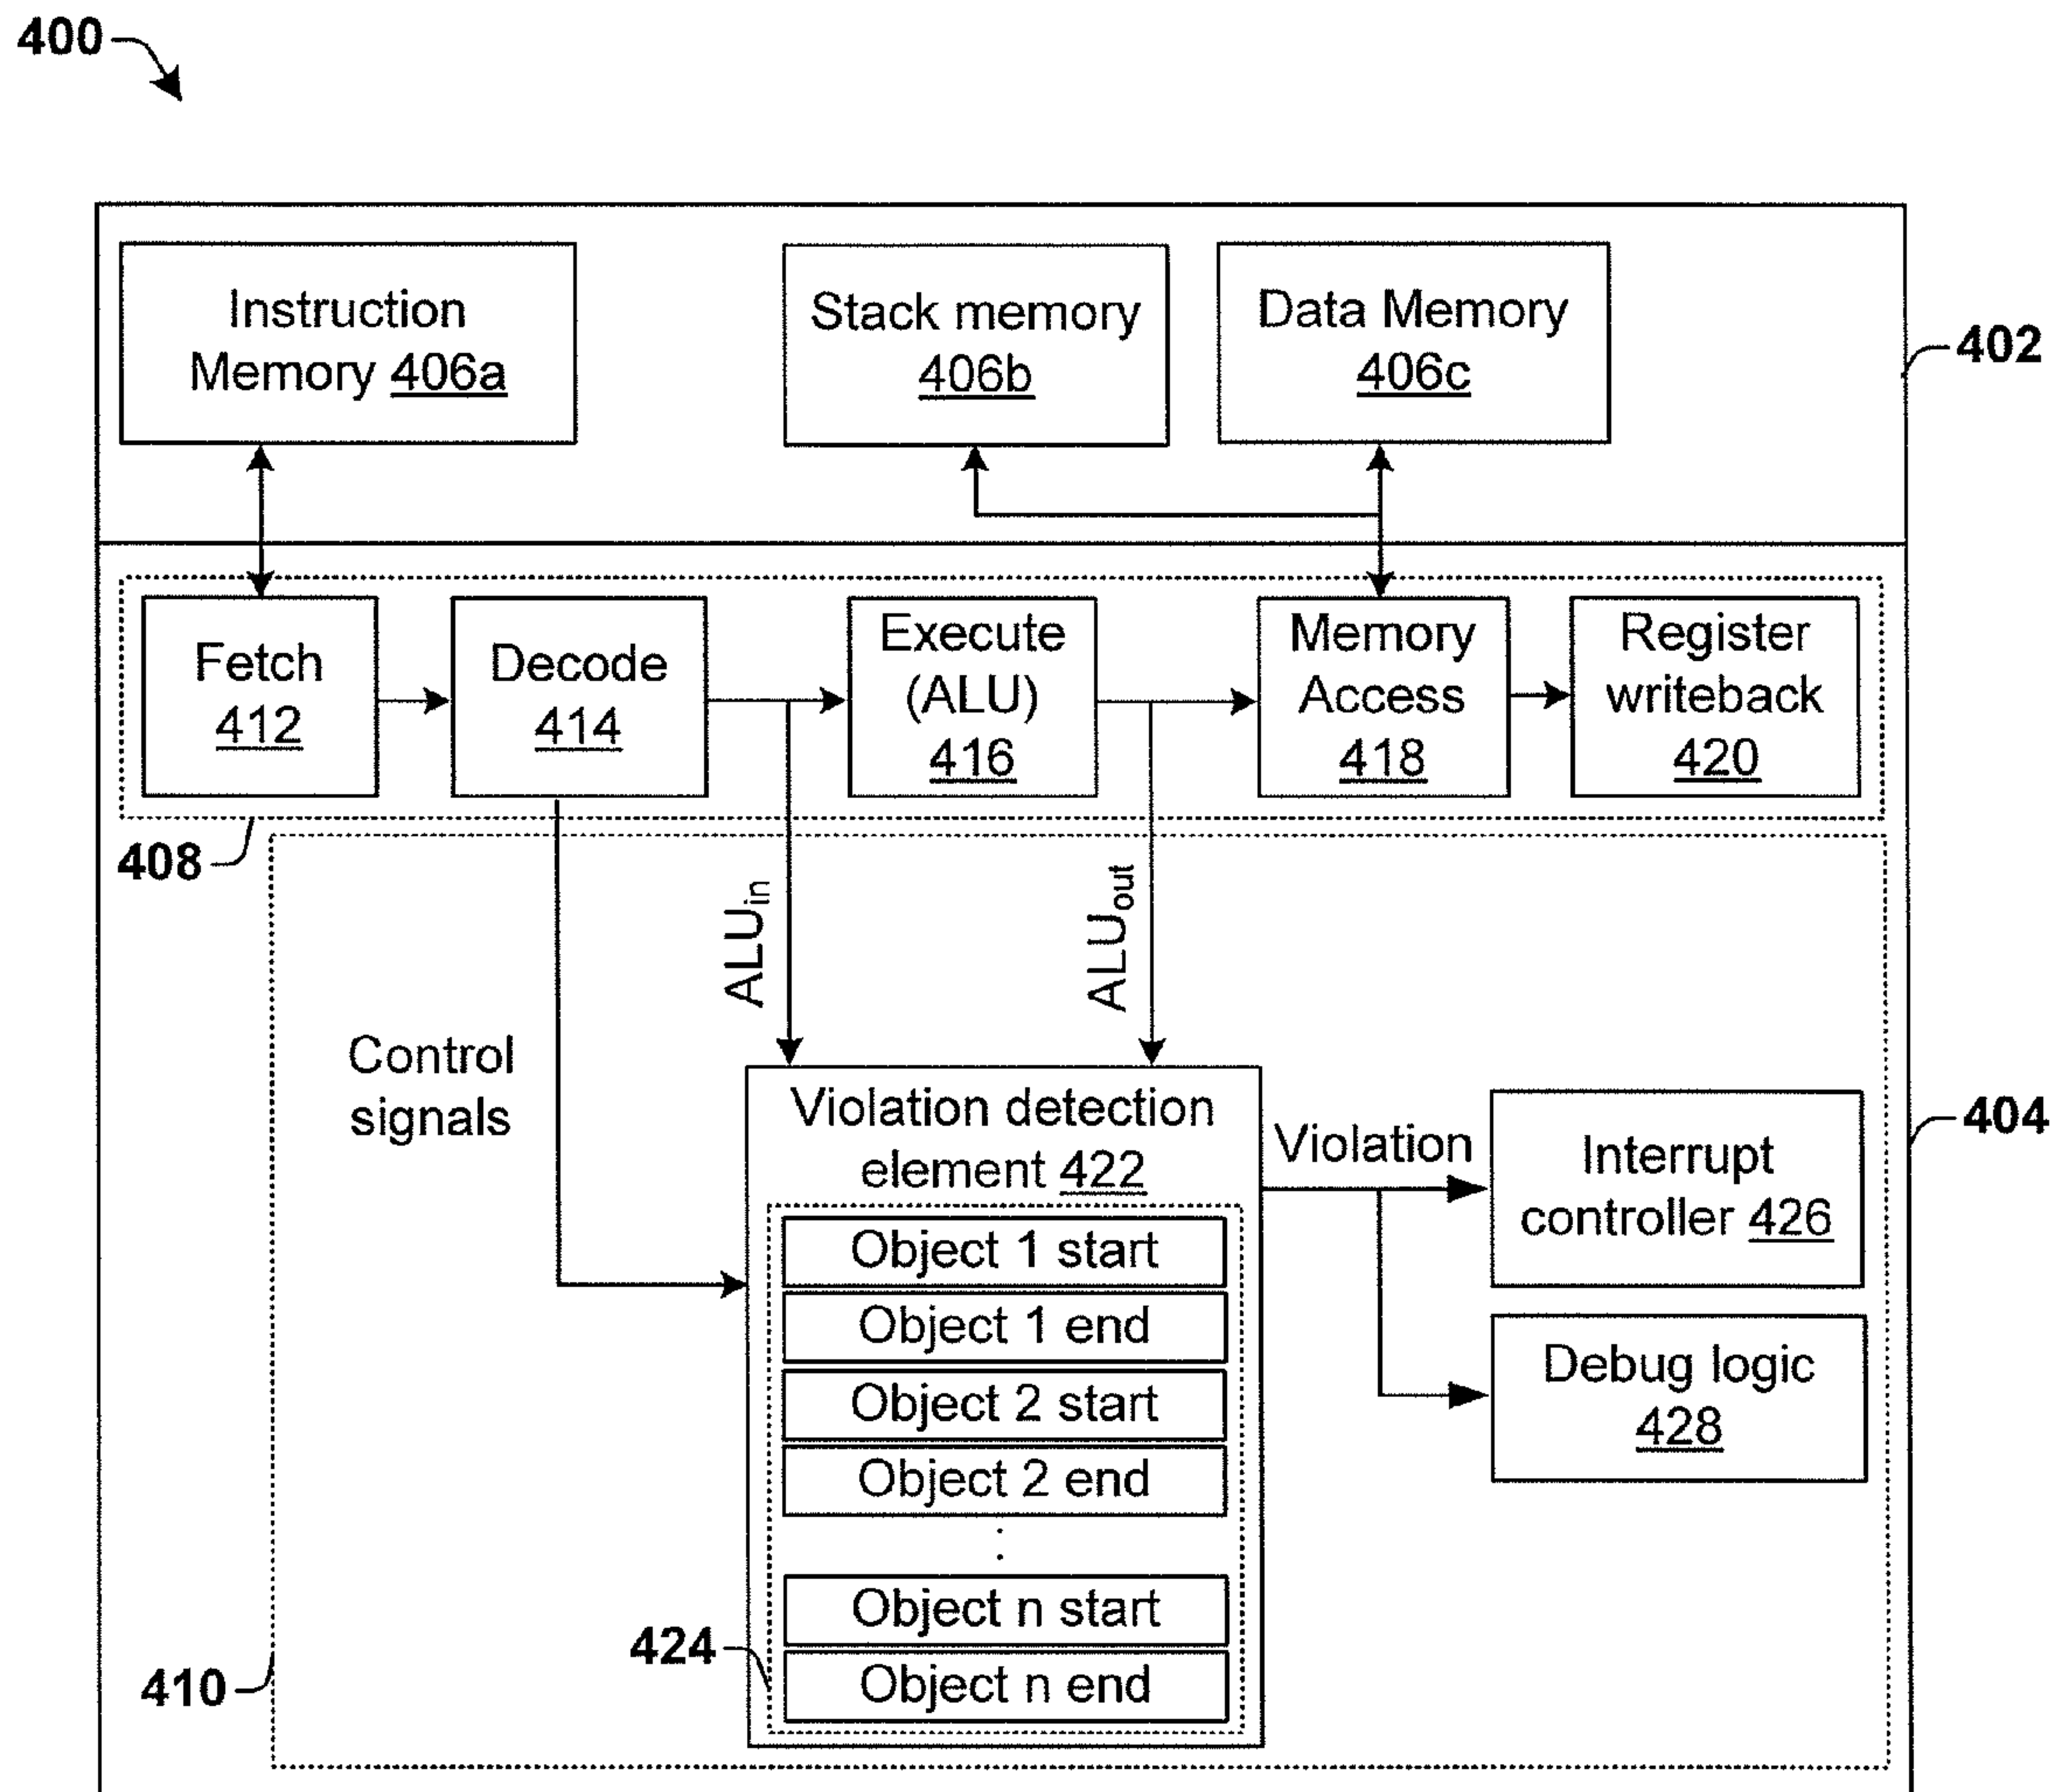 400
Instruction
Memory 406a
Stack memory
406b
Data Memory
406c
402
Fetch
412
Decode
414
Execute
(ALU)
416
Memory
Access
418
Register
writeback
420
408
ALUin
ALUout
Control
signals
Violation detection
element 422
Violation
Interrupt
controller 426
404
Object 1 start
Object 1 end
Object 2 start
Object 2 end
:
Object n start
Object n end
Debug logic
428
424
410